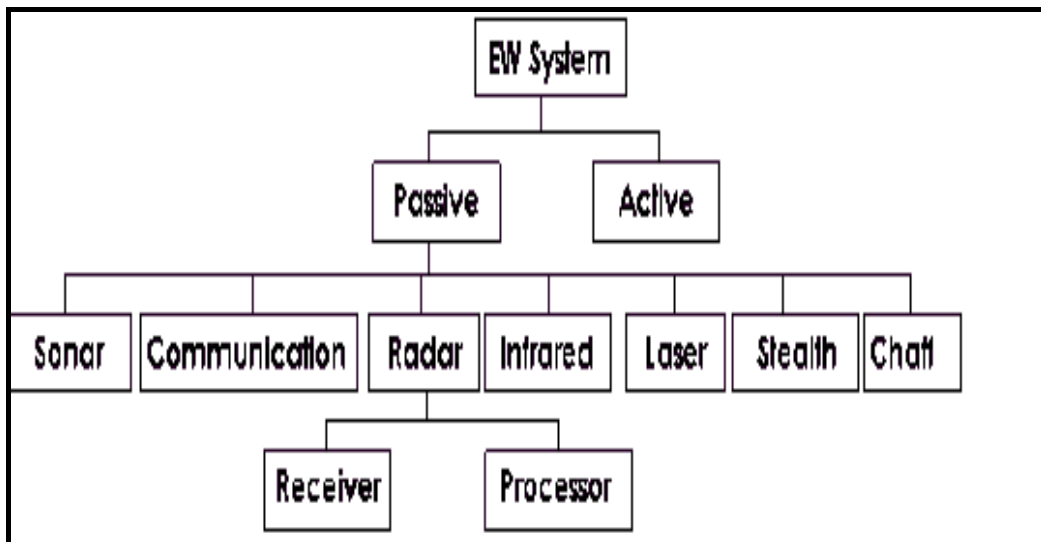 EW System
Passive
Active
Sonar
Communication
Radar
Infrared
Laser
Stealth
Chaff
Receiver
Processor